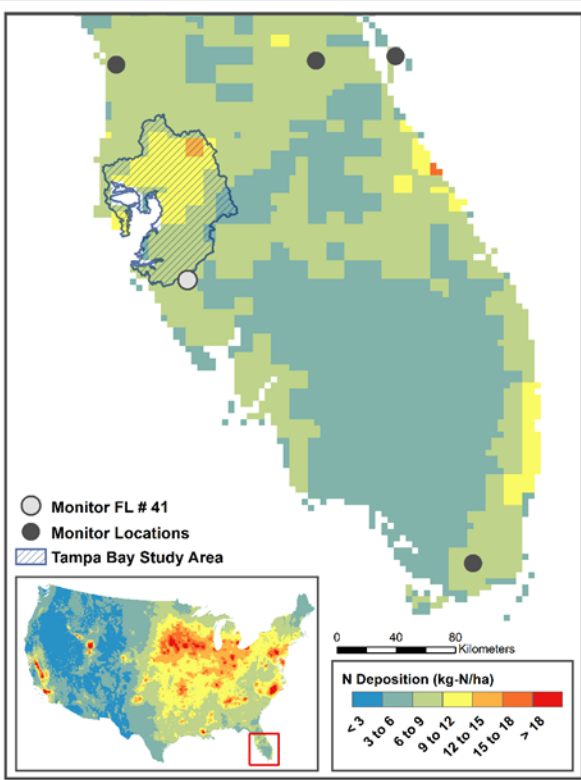 Monitor FL # 41
Monitor Locations
Tampa Bay Study Area
0 40 80
Kilometers
N Deposition (kg-N/ha)
< 3
3 to 6
6 to 9
9 to 12
12 to 15
15 to 18
> 18